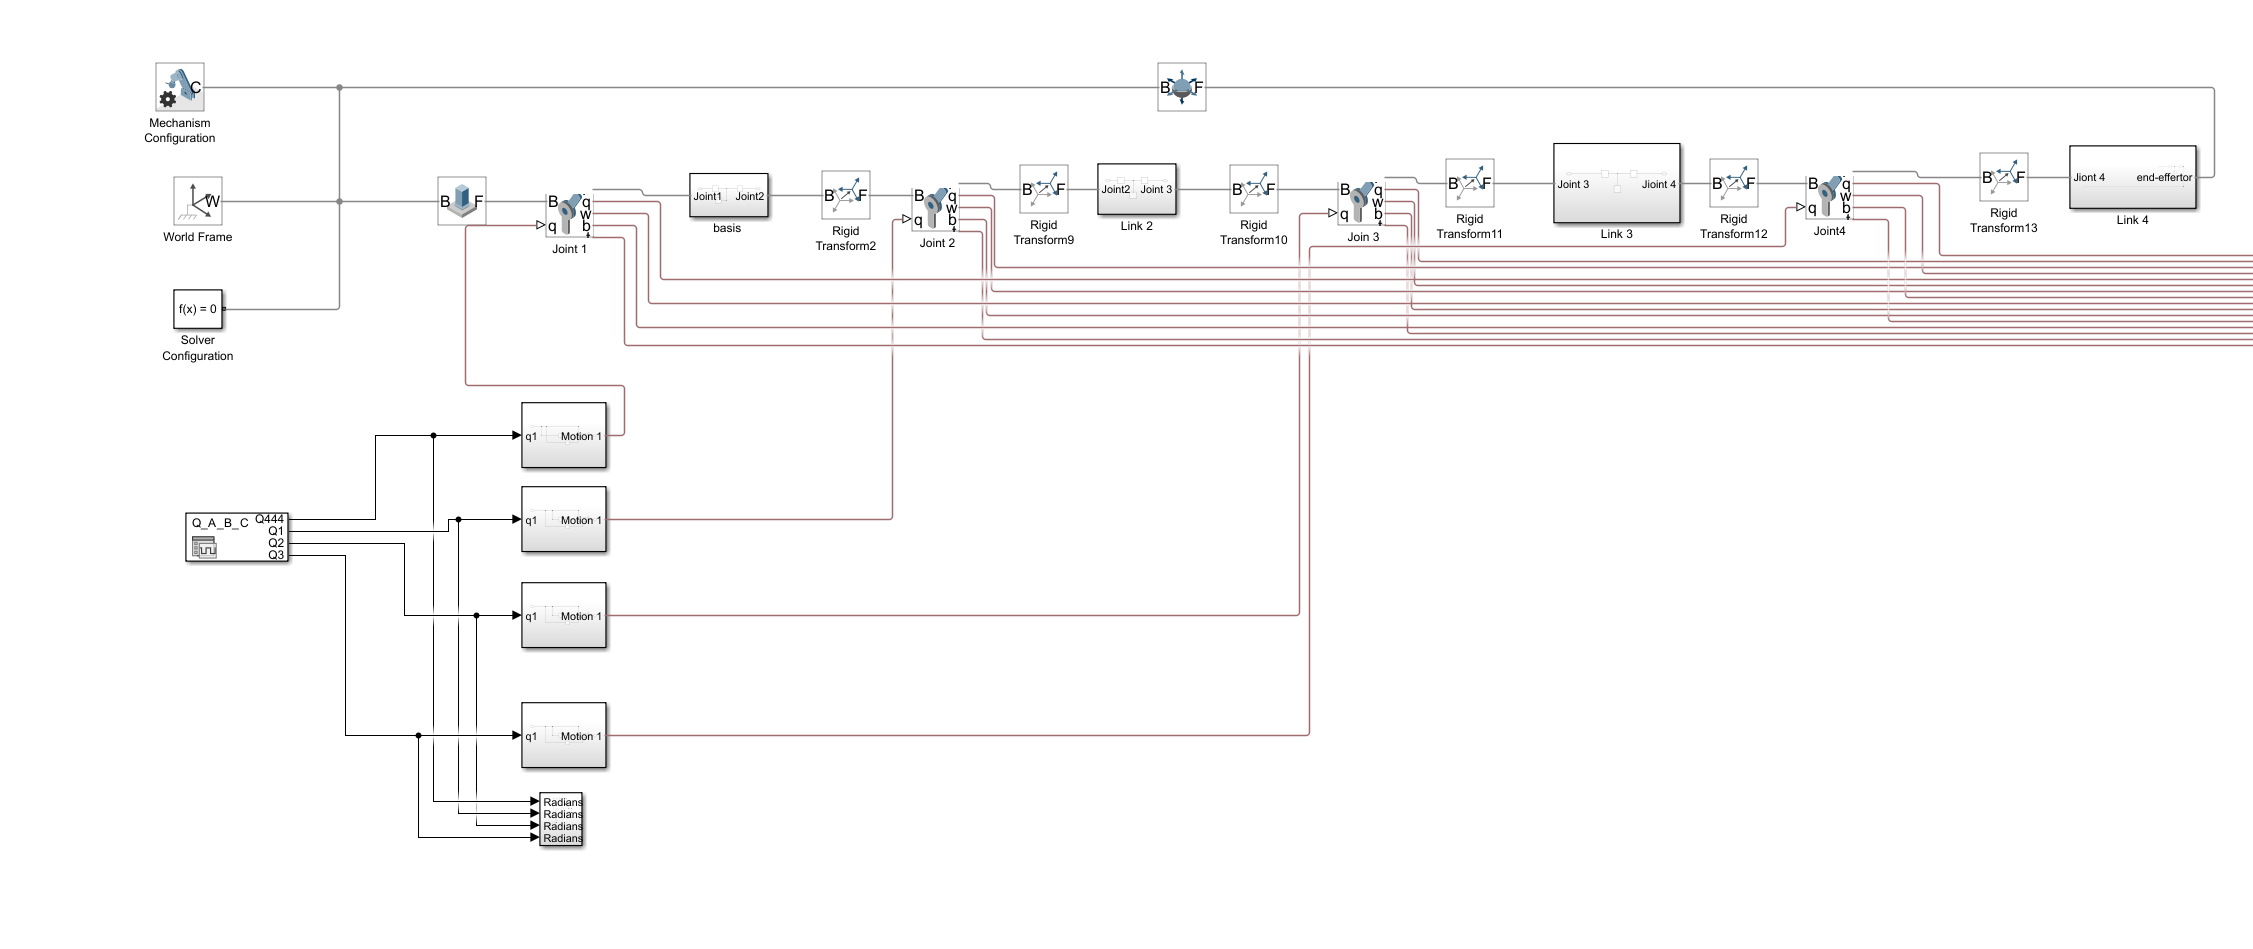 C
Mechanism
Configuration
B F
W
World Frame
B F
B q
w
q b
Joint 1
Joint1 Joint2
basis
B F
Rigid
Transform2
B q
w
q b
Joint 2
B F
Rigid
Transform9
Joint2 Joint 3
Link 2
B F
Rigid
Transform10
B q
w
q b
Join 3
B F
Rigid
Transform11
Joint 3 Joint 4
Link 3
B F
Rigid
Transform12
B q
w
q b
Joint4
B F
Rigid
Transform13
Jiont 4 end-effertor
Link 4
f(x) = 0
Solver
Configuration
q1 Motion 1
Q_A_B_C Q444
Q1
Q2
Q3
q1 Motion 1
q1 Motion 1
q1 Motion 1
Radians
Radians
Radians
Radians